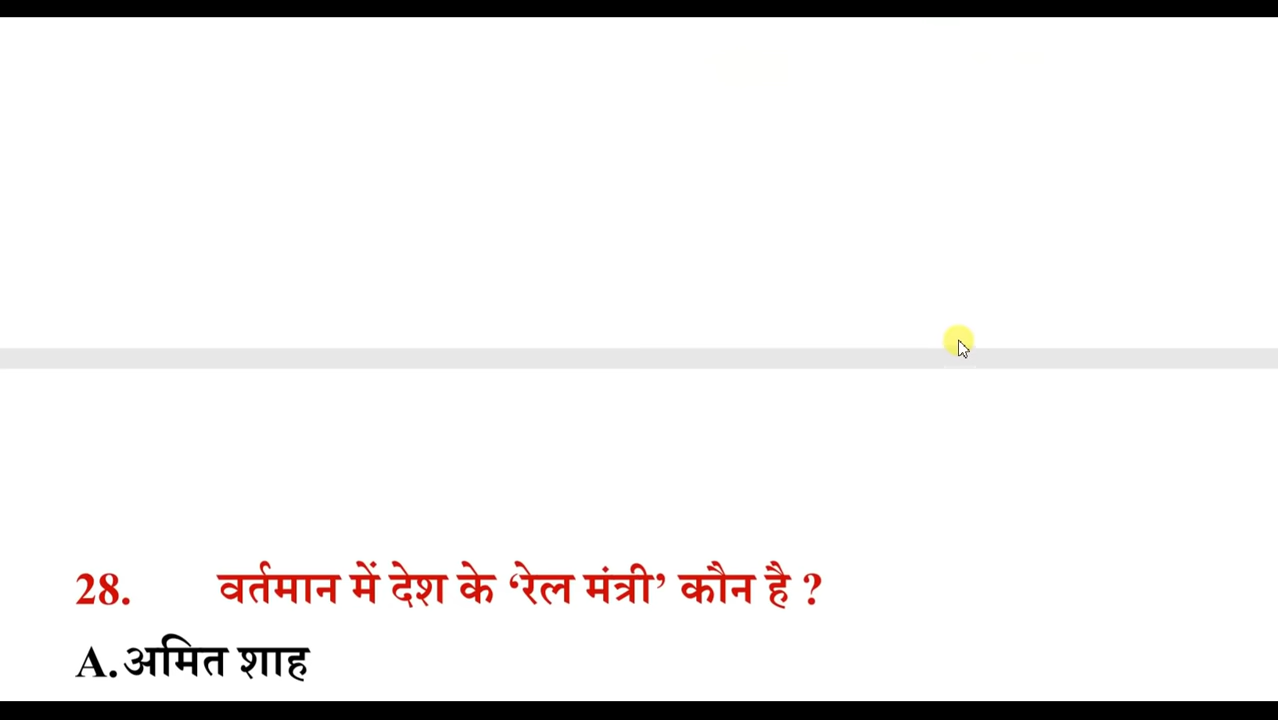 28. वर्तमान में देश के ‘रेल मंत्री’ कौन है ?
A.अमित शाह